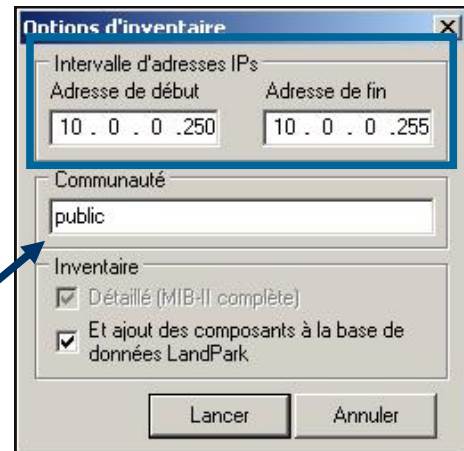 Options d'inventaire
Intervalle d'adresses IPs
Adresse de début Adresse de fin
10 . 0 . 0 .250 10 . 0 . 0 .255
Communauté
public
Inventaire
Détaillé (MIB-II complète)
Et ajout des composants à la base de
données LandPark
Lancer Annuler